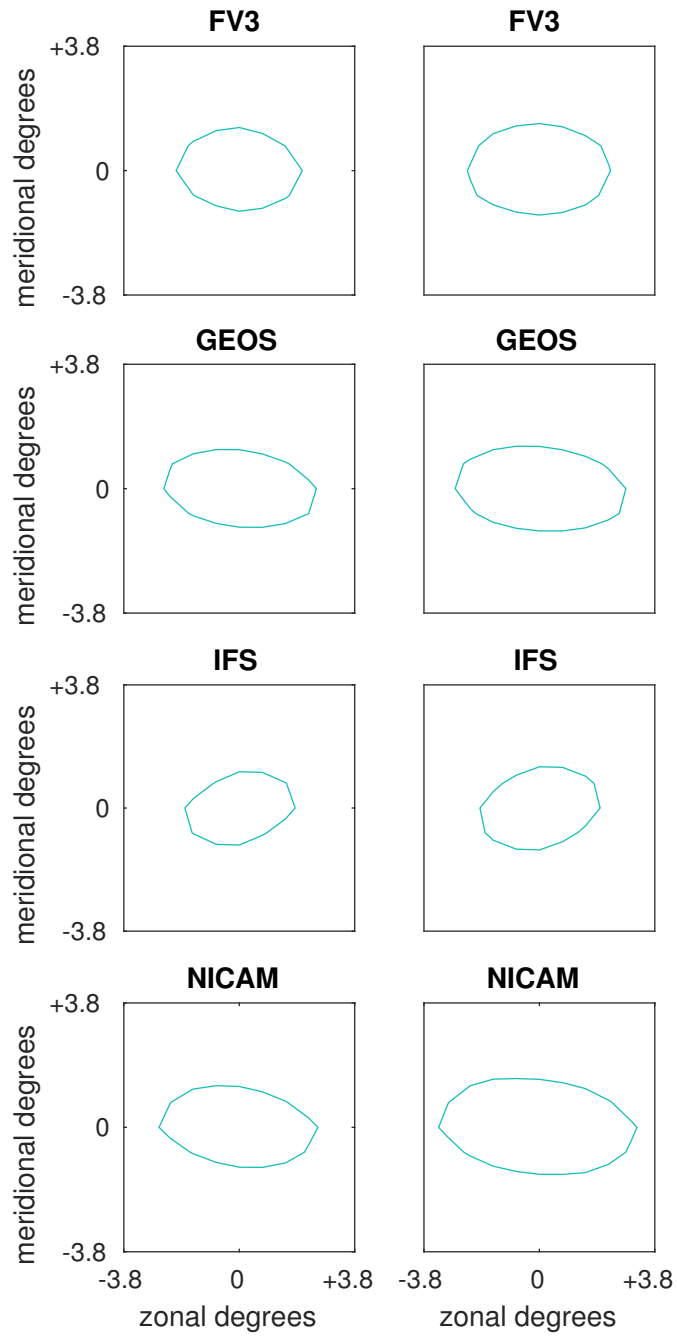 FV3 FV3
+3.8
meridional degrees
0
-3.8
GEOS GEOS
+3.8
meridional degrees
0
-3.8
IFS IFS
+3.8
meridional degrees
0
-3.8
NICAM NICAM
+3.8
meridional degrees
0
-3.8
-3.8 0 +3.8 -3.8 0 +3.8
zonal degrees zonal degrees